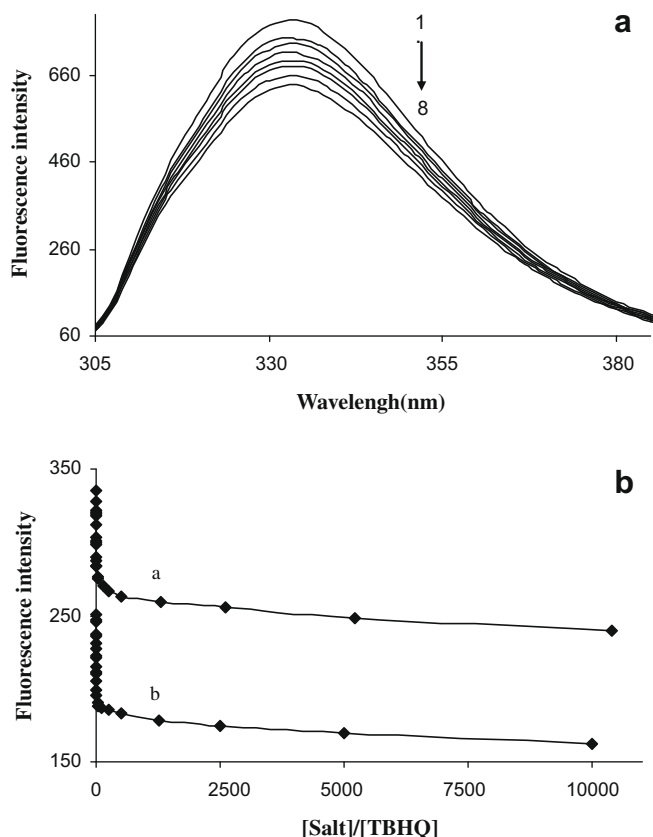 a
1
8
660
460
260
60
305 330 355 380
Fluorescence intensity
Wavelengh(nm)
b
350
250
150
a
b
0 2500 5000 7500 10000
Fluorescence intensity
[Salt]/[TBHQ]